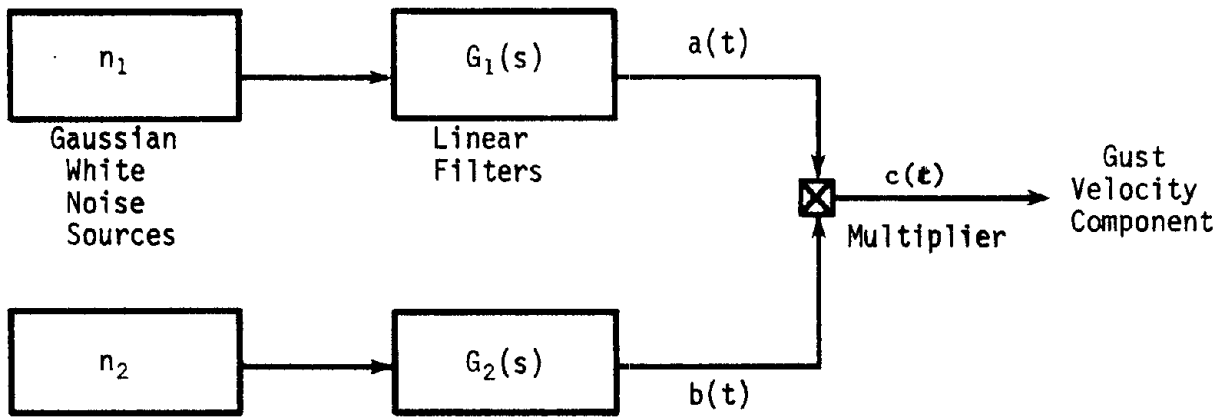 n₁
G₁(s)
a(t)
Gaussian
White
Noise
Sources
Linear
Filters
c(t)
Multiplier
Gust
Velocity
Component
n₂
G₂(s)
b(t)